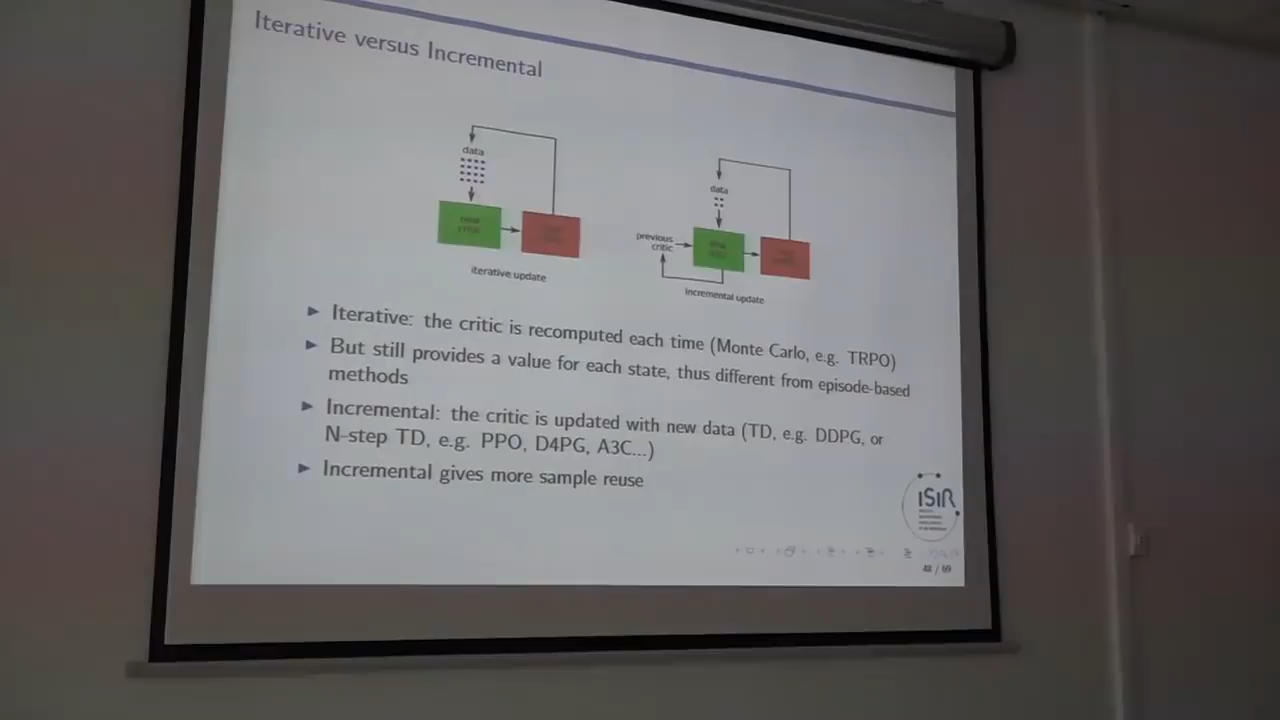 Iterative versus Incremental
data
data
previous
critic
iterative update
incremental update
Iterative: the critic is recomputed each time (Monte Carlo, e.g. TRPO)
But still provides a value for each state, thus different from episode-based
methods
Incremental: the critic is updated with new data (TD, e.g. DDPG, or
N-step TD, e.g. PPO, D4PG, A3C...)
Incremental gives more sample reuse
ISIR
48 / 69